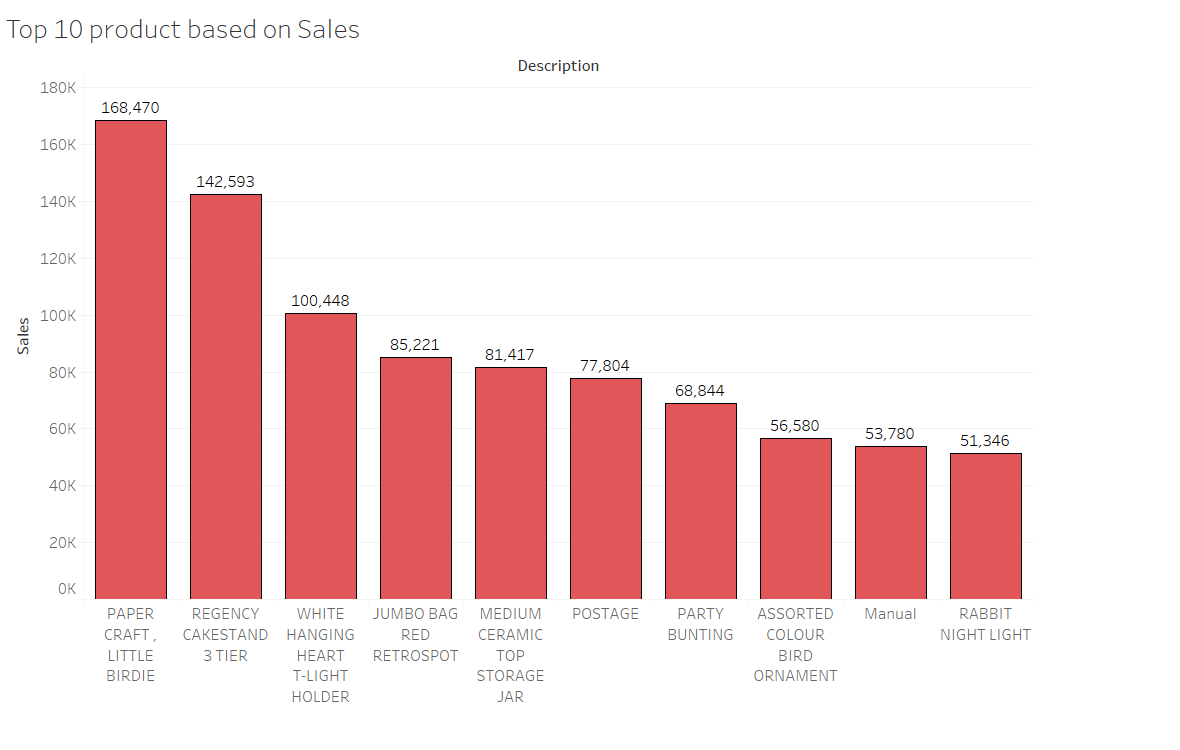 Top 10 product based on Sales
Description
Sales
180K
160K
140K
120K
100K
80K
60K
40K
20K
0K
168,470
142,593
100,448
85,221
81,417
77,804
68,844
56,580
53,780
51,346
PAPER
CRAFT ,
LITTLE
BIRDIE
REGENCY
CAKESTAND
3 TIER
WHITE
HANGING
HEART
T-LIGHT
HOLDER
JUMBO BAG
RED
RETROSPOT
MEDIUM
CERAMIC
TOP
STORAGE
JAR
POSTAGE
PARTY
BUNTING
ASSORTED
COLOUR
BIRD
ORNAMENT
Manual
RABBIT
NIGHT LIGHT